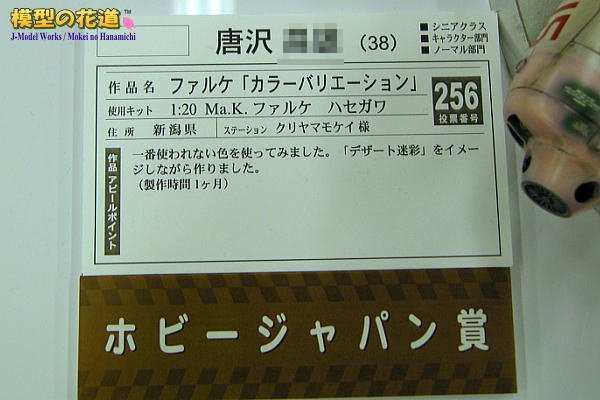 模型の花道™
J-Model Works / Mokei no Hanamichi
唐沢 (38)
■ シニアクラス
■ キャラクター部門
■ ノーマル部門
作品名 ファルケ「カラーバリエーション」
使用キット 1:20 Ma.K. ファルケ ハセガワ
256
投票番号
住所 新潟県 ステーション クリヤマモケイ様
作品アピールポイント
一番使われない色を使ってみました。「デザート迷彩」をイメー
ジしながら作りました。
(製作時間 1ヶ月)
ホビージャパン賞